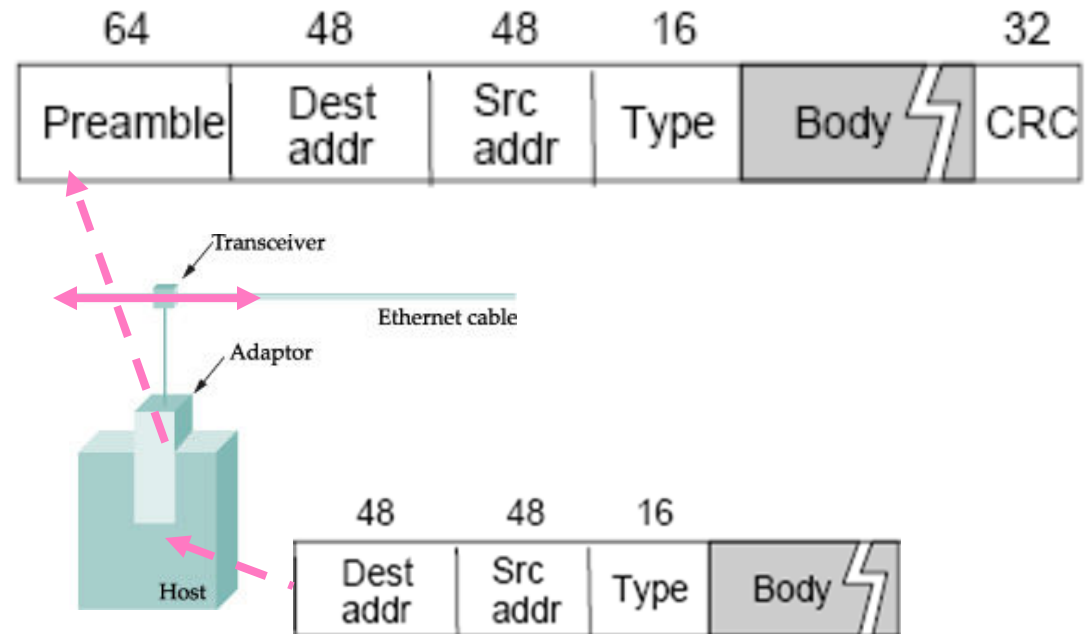 64 48 48 16 32
Preamble Dest addr Src addr Type Body CRC
Transceiver
Ethernet cable
Adaptor
48 48 16
Dest addr Src addr Type Body
Host